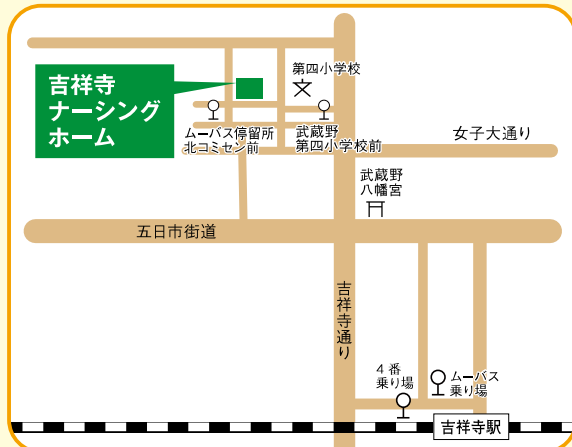 吉祥寺
ナーシング
ホーム
第四小学校
ムーバス停留所
北コミセン前
武蔵野
第四小学校前
女子大通り
武蔵野
八幡宮
五日市街道
吉祥寺通り
4番
乗り場
ムーバス
乗り場
吉祥寺駅